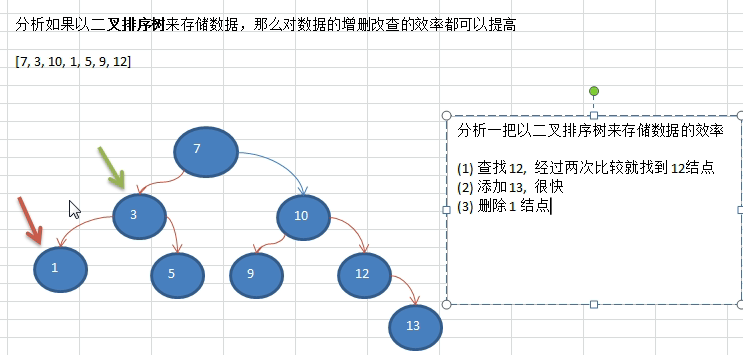 分析如果以二叉排序树来存储数据，那么对数据的增删改查的效率都可以提高
[7, 3, 10, 1, 5, 9, 12]
分析一把以二叉排序树来存储数据的效率
(1) 查找12, 经过两次比较就找到12结点
(2) 添加13, 很快
(3) 删除1 结点
7
3
10
1
5
9
12
13